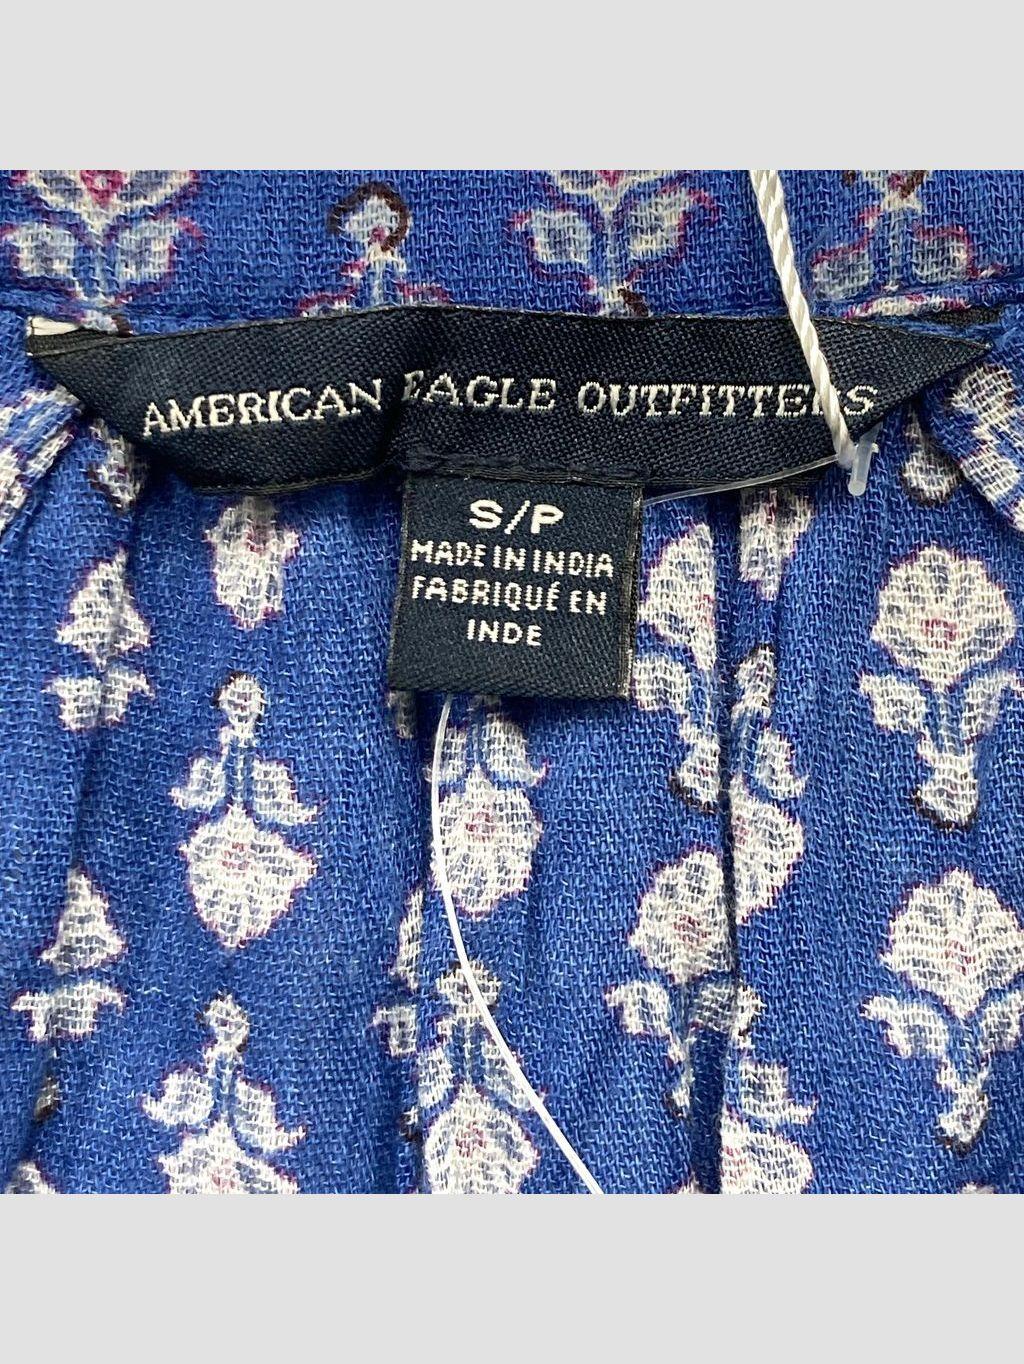 AMERICAN EAGLE OUTFITTERS
S/P
MADE IN INDIA
FABRIQUÉ EN
INDE